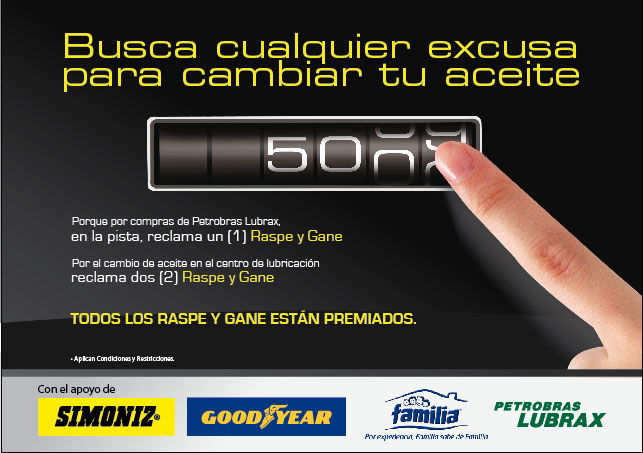 Busca cualquier excusa
para cambiar tu aceite
500
Porque por compras de Petrobras Lubrax,
en la pista, reclama un (1) Raspe y Gane
Por el cambio de aceite en el centro de lubricación
reclama dos (2) Raspe y Gane
TODOS LOS RASPE Y GANE ESTÁN PREMIADOS.
• Aplican Condiciones y Restricciones.
Con el apoyo de
SIMONIZ®
GOODYEAR
familia
Por experiencia, Familia sabe de Familia
PETROBRAS
LUBRAX